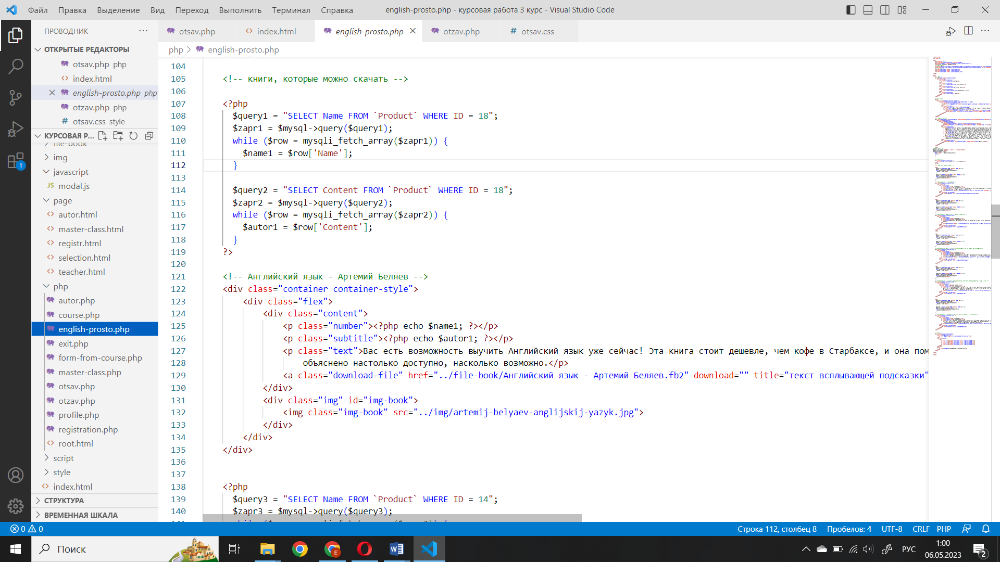 Файл Правка Выделение Вид Переход Выполнить Терминал Справка
english-prosto.php - курсовая работа 3 курс - Visual Studio Code
ПРОВОДНИК
otsav.php
index.html
english-prosto.php
otzav.php
otsav.css
php > english-prosto.php
ОТКРЫТЫЕ РЕДАКТОРЫ
otsav.php php
index.html
english-prosto.php php
otzav.php php
otsav.css style
КУРСОВАЯ Р...
file-book
img
javascript
JS modal.js
page
autor.html
master-class.html
registr.html
selection.html
teacher.html
php
autor.php
course.php
english-prosto.php
exit.php
form-from-course.php
master-class.php
otsav.php
otzav.php
profile.php
registration.php
root.html
script
style
index.html
СТРУКТУРА
ВРЕМЕННАЯ ШКАЛА
1
104
105 <!-- книги, которые можно скачать -->
106
107 <?php
108 $query1 = "SELECT Name FROM `Product` WHERE ID = 18";
109 $zapr1 = $mysql->query($query1);
110 while ($row = mysqli_fetch_array($zapr1)) {
111 $name1 = $row['Name'];
112 }
113
114 $query2 = "SELECT Content FROM `Product` WHERE ID = 18";
115 $zapr2 = $mysql->query($query2);
116 while ($row = mysqli_fetch_array($zapr2)) {
117 $autor1 = $row['Content'];
118 }
119 ?>
120
121 <!-- Английский язык - Артемий Беляев -->
122 <div class="container container-style">
123 <div class="flex">
124 <div class="content">
125 <p class="number"><?php echo $name1; ?></p>
126 <p class="subtitle"><?php echo $autor1; ?></p>
127 <p class="text">Вас есть возможность выучить Английский язык уже сейчас! Эта книга стоит дешевле, чем кофе в Старбаксе, и она пом
128 объяснено настолько доступно, насколько возможно.</p>
129 <a class="download-file" href="../file-book/Английский язык - Артемий Беляев.fb2" download="" title="текст всплывающей подсказки"
130 </div>
131 <div class="img" id="img-book">
132 <img class="img-book" src="../img/artemij-belyaev-anglijskij-yazyk.jpg">
133 </div>
134 </div>
135 </div>
136
137
138 <?php
139 $query3 = "SELECT Name FROM `Product` WHERE ID = 14";
140 $zapr3 = $mysql->query($query3);
0 0
Строка 112, столбец 8 Пробелов: 4 UTF-8 CRLF PHP
Поиск
РУС
1:00
06.05.2023
2